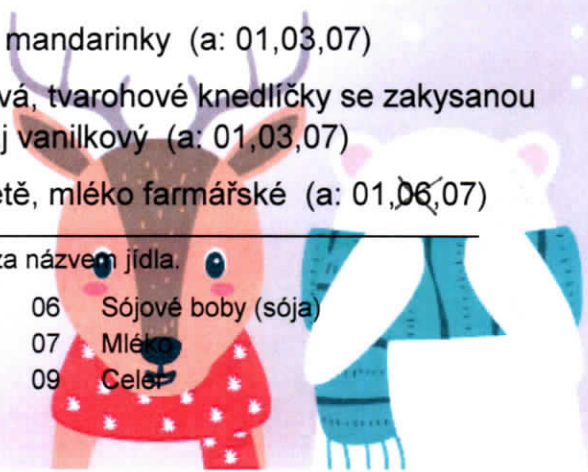 mandarinky (a: 01,03,07)
vá, tvarohové knedlíčky se zakysanou
j vanilkový (a: 01,03,07)
etě, mléko farmářské (a: 01,06,07)
za názvem jídla.
06 Sójové boby (sója)
07 Mléko
09 Celer